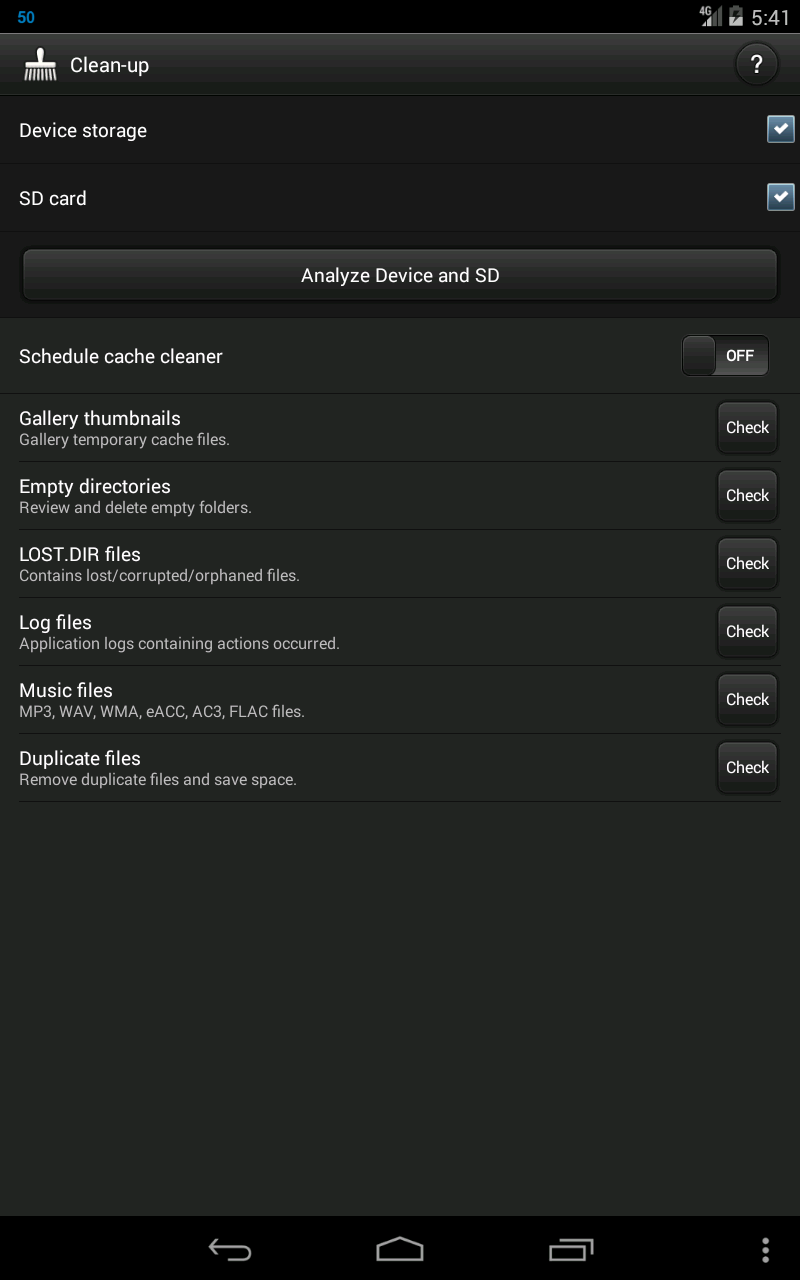 50
4G
5:41
Clean-up
?
Device storage
SD card
Analyze Device and SD
Schedule cache cleaner
OFF
Gallery thumbnails
Gallery temporary cache files.
Check
Empty directories
Review and delete empty folders.
Check
LOST.DIR files
Contains lost/corrupted/orphaned files.
Check
Log files
Application logs containing actions occurred.
Check
Music files
MP3, WAV, WMA, eACC, AC3, FLAC files.
Check
Duplicate files
Remove duplicate files and save space.
Check